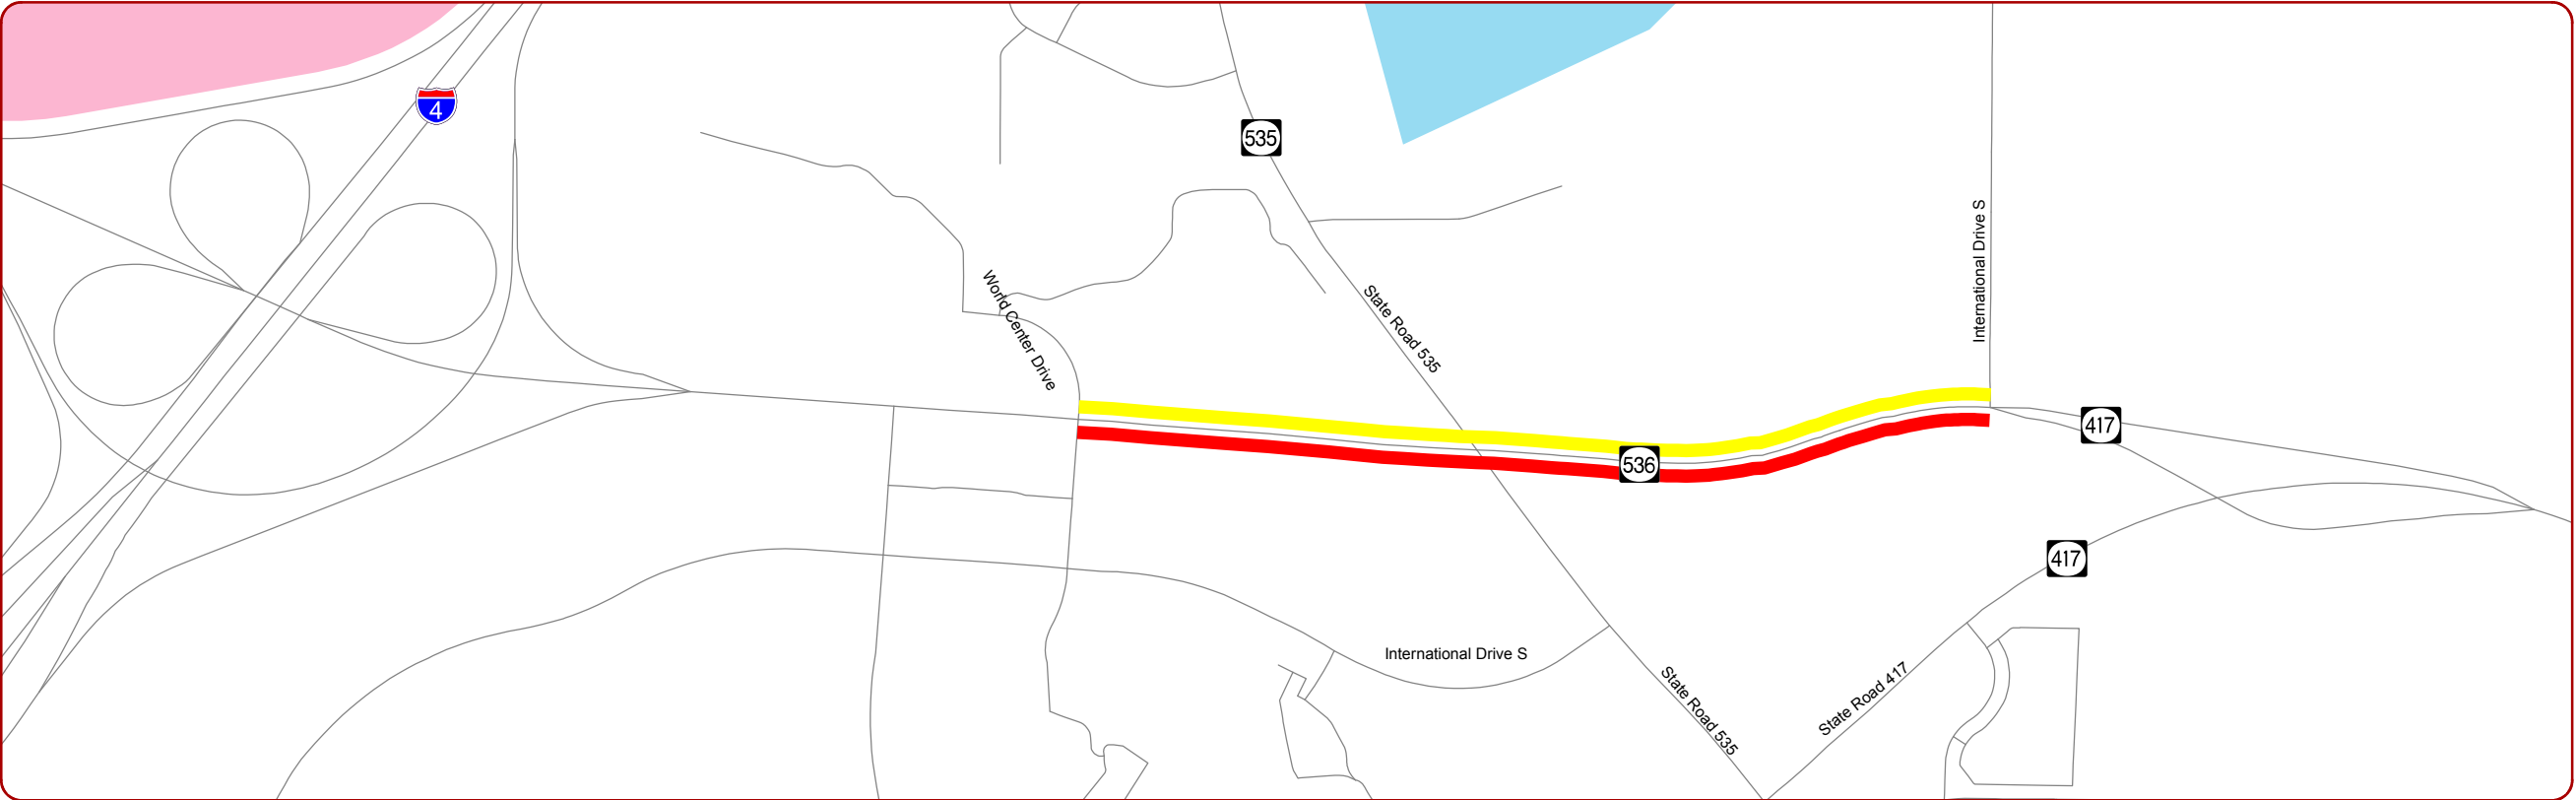 4
535
International Drive S
World Center Drive
State Road 535
417
536
417
International Drive S
State Road 535
State Road 417